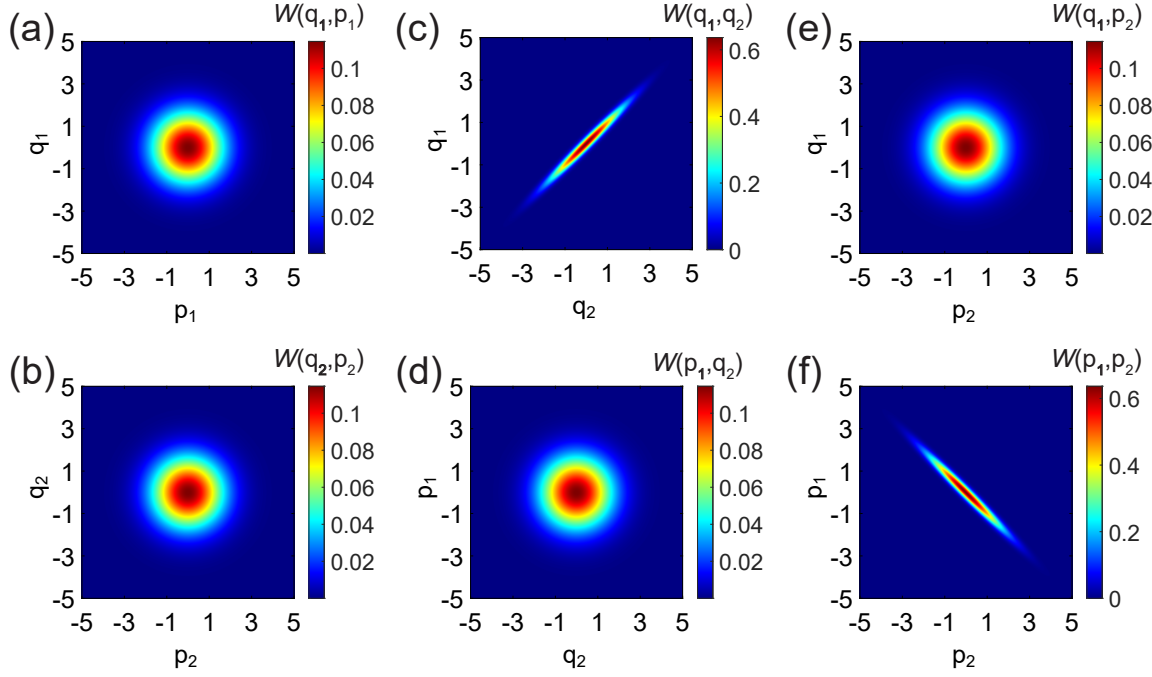 (a)
W(q₁,p₁)
5
3
1
-1
-3
-5
q₁
-5 -3 -1 1 3 5
p₁
0.1
0.08
0.06
0.04
0.02
(c)
W(q₁,q₂)
5
3
1
-1
-3
-5
q₁
-5 -3 -1 1 3 5
q₂
0.6
0.4
0.2
0
(e)
W(q₁,p₂)
5
3
1
-1
-3
-5
q₁
-5 -3 -1 1 3 5
p₂
0.1
0.08
0.06
0.04
0.02
(b)
W(q₂,p₂)
5
3
1
-1
-3
-5
q₂
-5 -3 -1 1 3 5
p₂
0.1
0.08
0.06
0.04
0.02
(d)
W(p₁,q₂)
5
3
1
-1
-3
-5
p₁
-5 -3 -1 1 3 5
q₂
0.1
0.08
0.06
0.04
0.02
(f)
W(p₁,p₂)
5
3
1
-1
-3
-5
p₁
-5 -3 -1 1 3 5
p₂
0.6
0.4
0.2
0